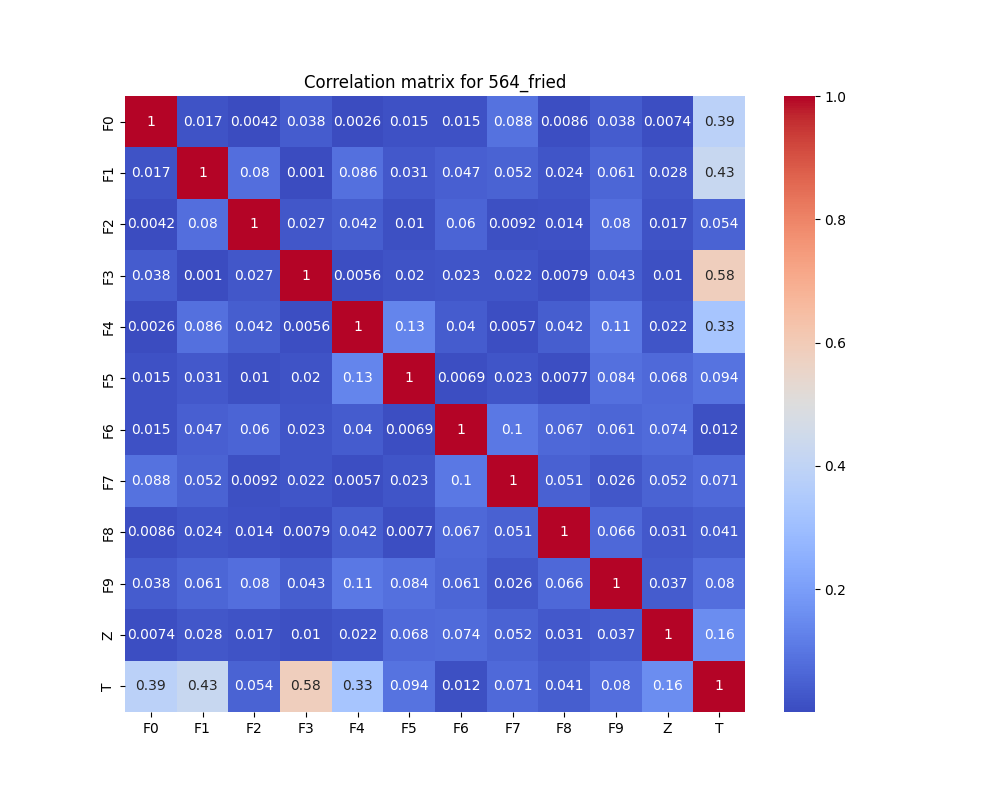 Correlation matrix for 564_fried
F0 1 0.017 0.0042 0.038 0.0026 0.015 0.015 0.088 0.0086 0.038 0.0074 0.39
F1 0.017 1 0.08 0.001 0.086 0.031 0.047 0.052 0.024 0.061 0.028 0.43
F2 0.0042 0.08 1 0.027 0.042 0.01 0.06 0.0092 0.014 0.08 0.017 0.054
F3 0.038 0.001 0.027 1 0.0056 0.02 0.023 0.022 0.0079 0.043 0.01 0.58
F4 0.0026 0.086 0.042 0.0056 1 0.13 0.04 0.0057 0.042 0.11 0.022 0.33
F5 0.015 0.031 0.01 0.02 0.13 1 0.0069 0.023 0.0077 0.084 0.068 0.094
F6 0.015 0.047 0.06 0.023 0.04 0.0069 1 0.1 0.067 0.061 0.074 0.012
F7 0.088 0.052 0.0092 0.022 0.0057 0.023 0.1 1 0.051 0.026 0.052 0.071
F8 0.0086 0.024 0.014 0.0079 0.042 0.0077 0.067 0.051 1 0.066 0.031 0.041
F9 0.038 0.061 0.08 0.043 0.11 0.084 0.061 0.026 0.066 1 0.037 0.08
Z 0.0074 0.028 0.017 0.01 0.022 0.068 0.074 0.052 0.031 0.037 1 0.16
T 0.39 0.43 0.054 0.58 0.33 0.094 0.012 0.071 0.041 0.08 0.16 1
F0 F1 F2 F3 F4 F5 F6 F7 F8 F9 Z T
1.0
0.8
0.6
0.4
0.2